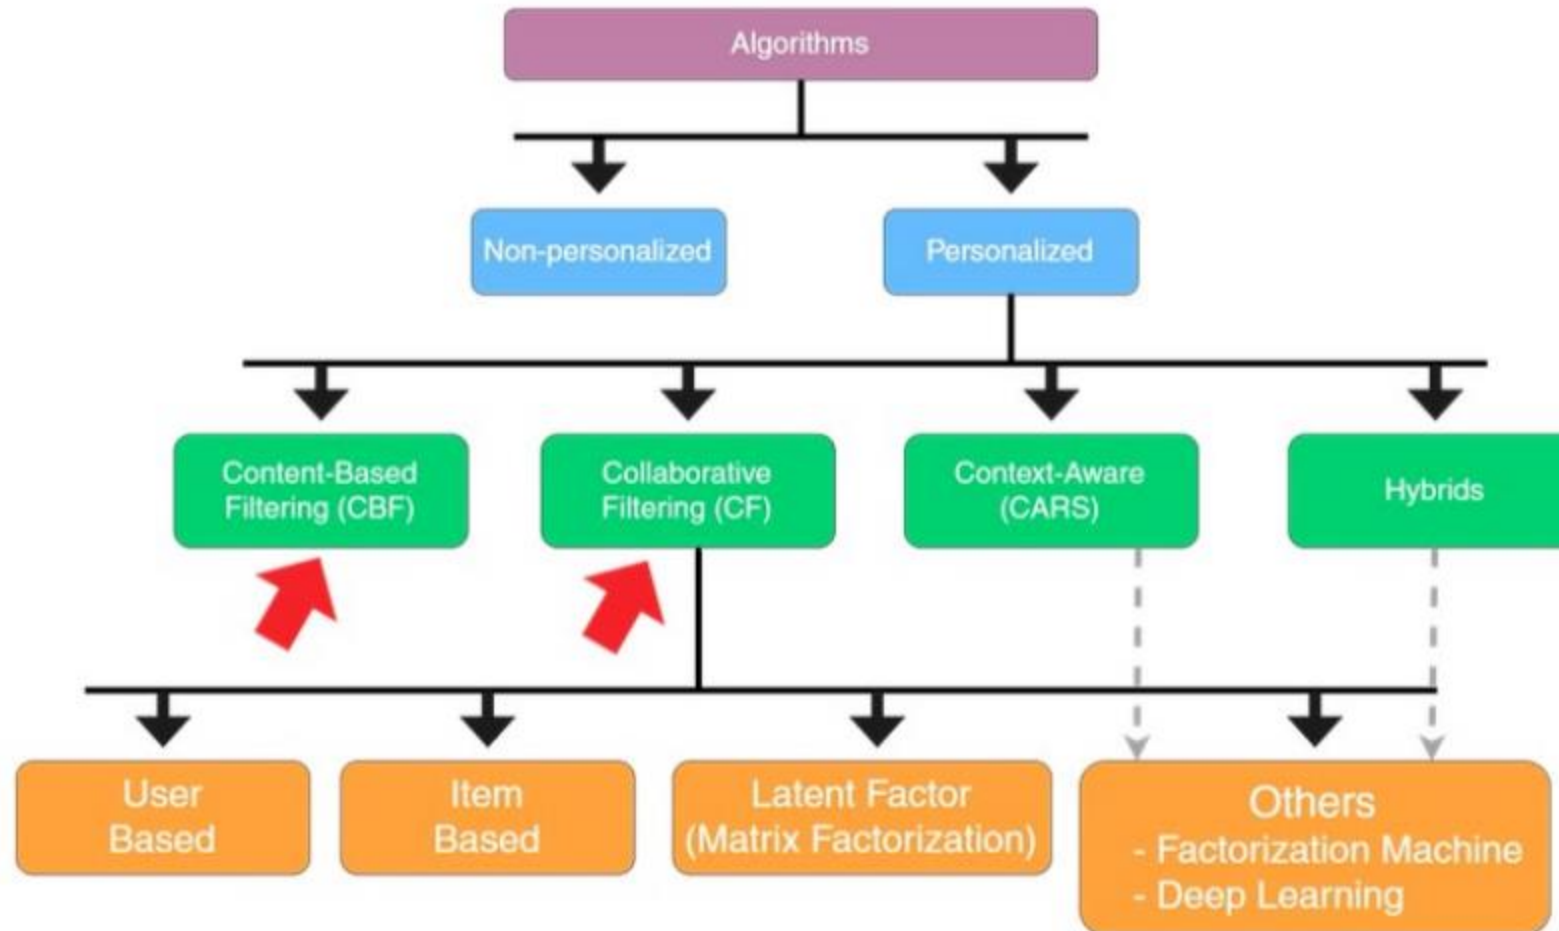 Algorithms
Non-personalized
Personalized
Content-Based
Filtering (CBF)
Collaborative
Filtering (CF)
Context-Aware
(CARS)
Hybrids
User
Based
Item
Based
Latent Factor
(Matrix Factorization)
Others
- Factorization Machine
- Deep Learning